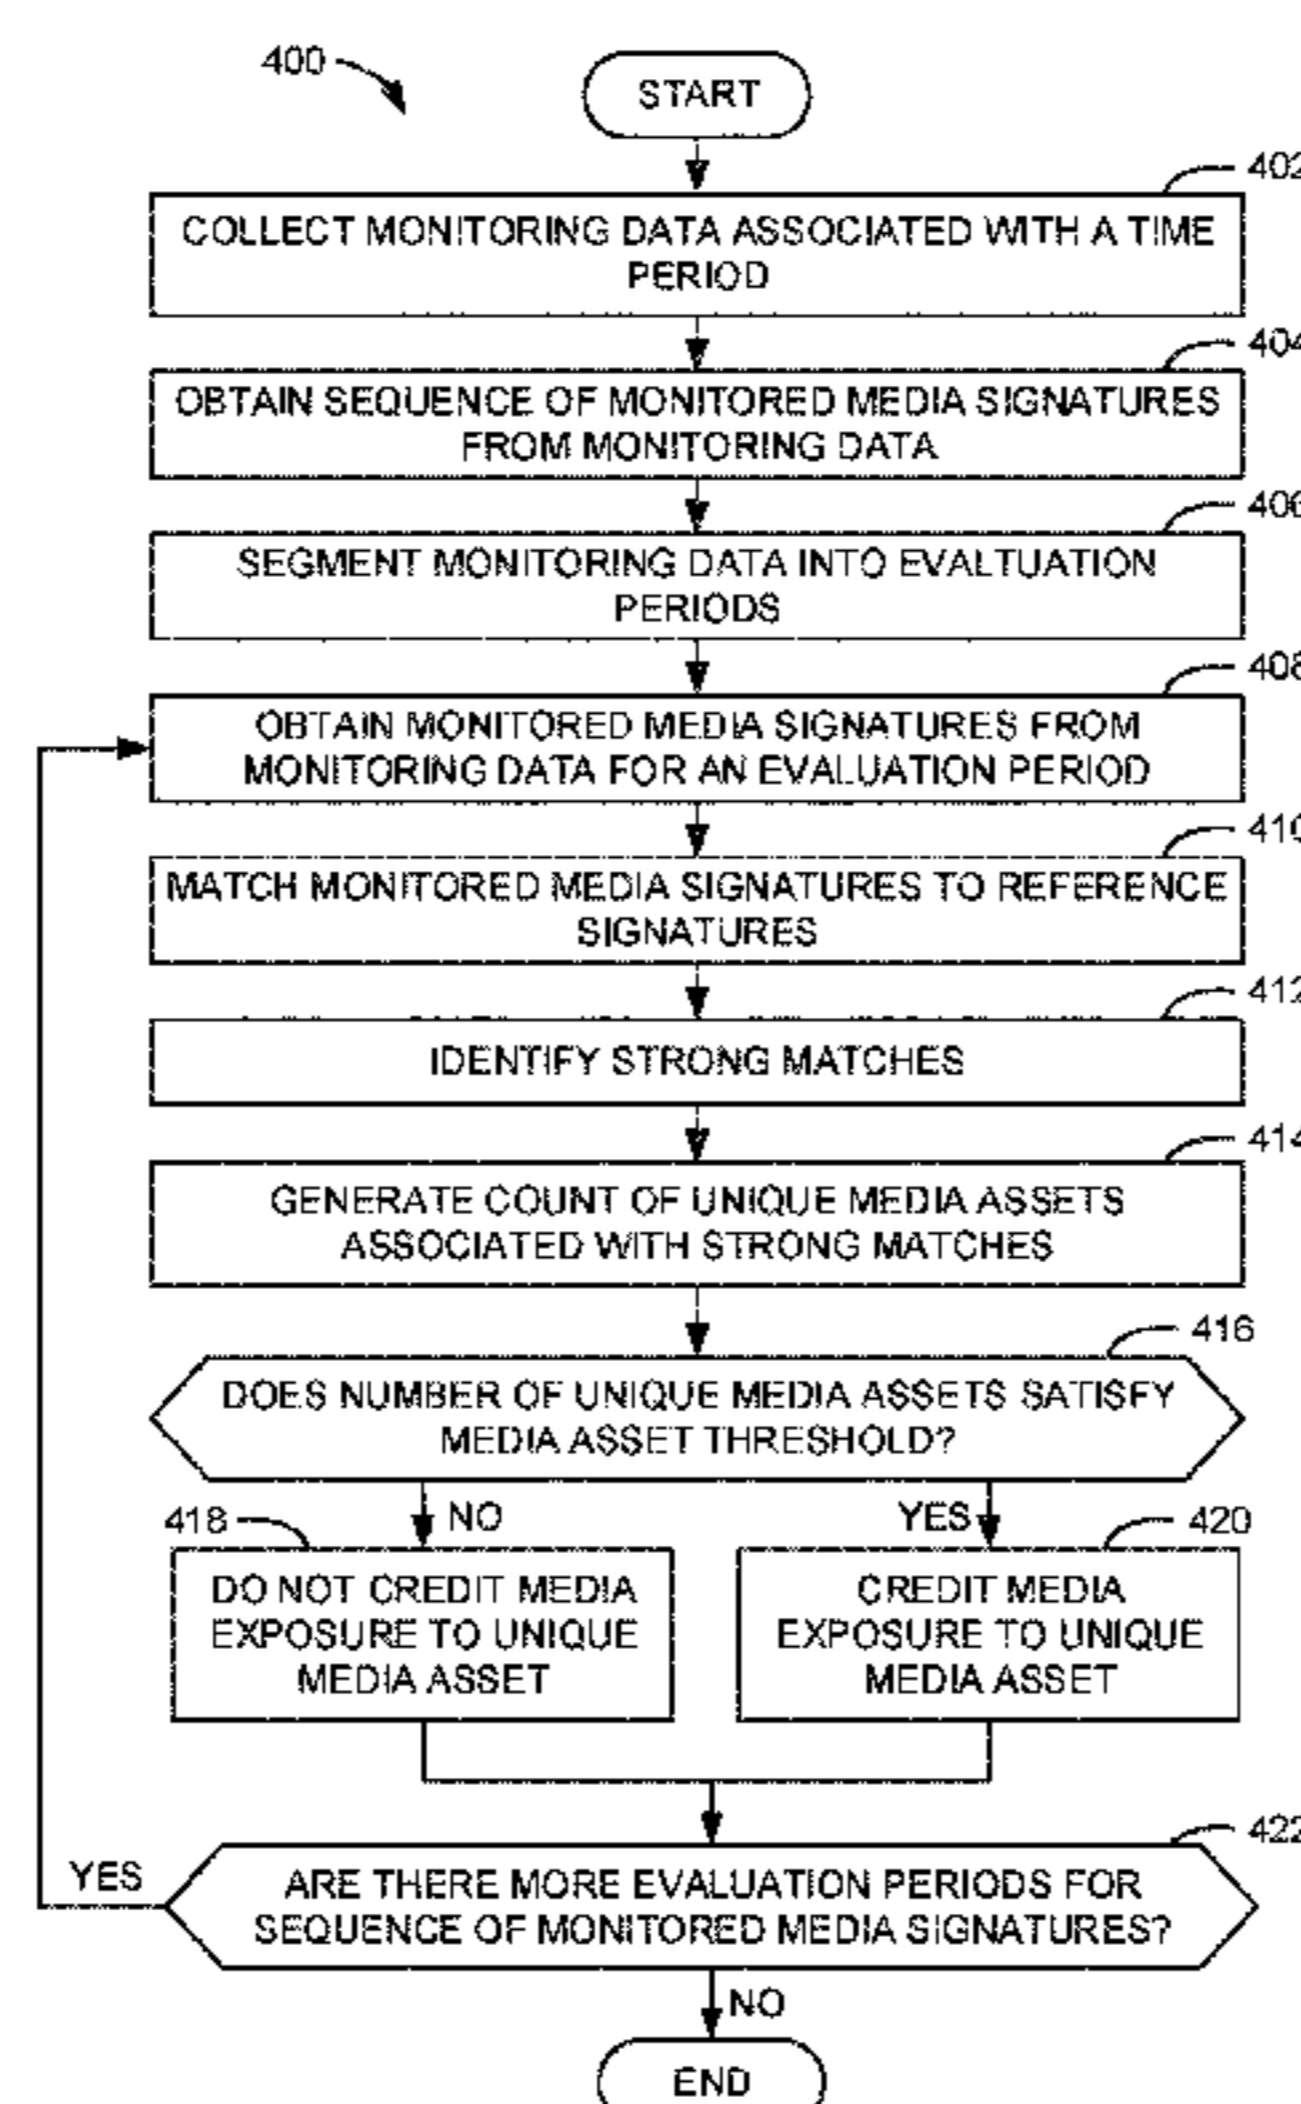 400
START
402
COLLECT MONITORING DATA ASSOCIATED WITH A TIME
PERIOD
404
OBTAIN SEQUENCE OF MONITORED MEDIA SIGNATURES
FROM MONITORING DATA
406
SEGMENT MONITORING DATA INTO EVALTUATION
PERIODS
408
OBTAIN MONITORED MEDIA SIGNATURES FROM
MONITORING DATA FOR AN EVALUATION PERIOD
410
MATCH MONITORED MEDIA SIGNATURES TO REFERENCE
SIGNATURES
412
IDENTIFY STRONG MATCHES
414
GENERATE COUNT OF UNIQUE MEDIA ASSETS
ASSOCIATED WITH STRONG MATCHES
416
DOES NUMBER OF UNIQUE MEDIA ASSETS SATISFY
MEDIA ASSET THRESHOLD?
418
NO
YES
420
DO NOT CREDIT MEDIA
EXPOSURE TO UNIQUE
MEDIA ASSET
CREDIT MEDIA
EXPOSURE TO UNIQUE
MEDIA ASSET
422
YES
ARE THERE MORE EVALUATION PERIODS FOR
SEQUENCE OF MONITORED MEDIA SIGNATURES?
NO
END